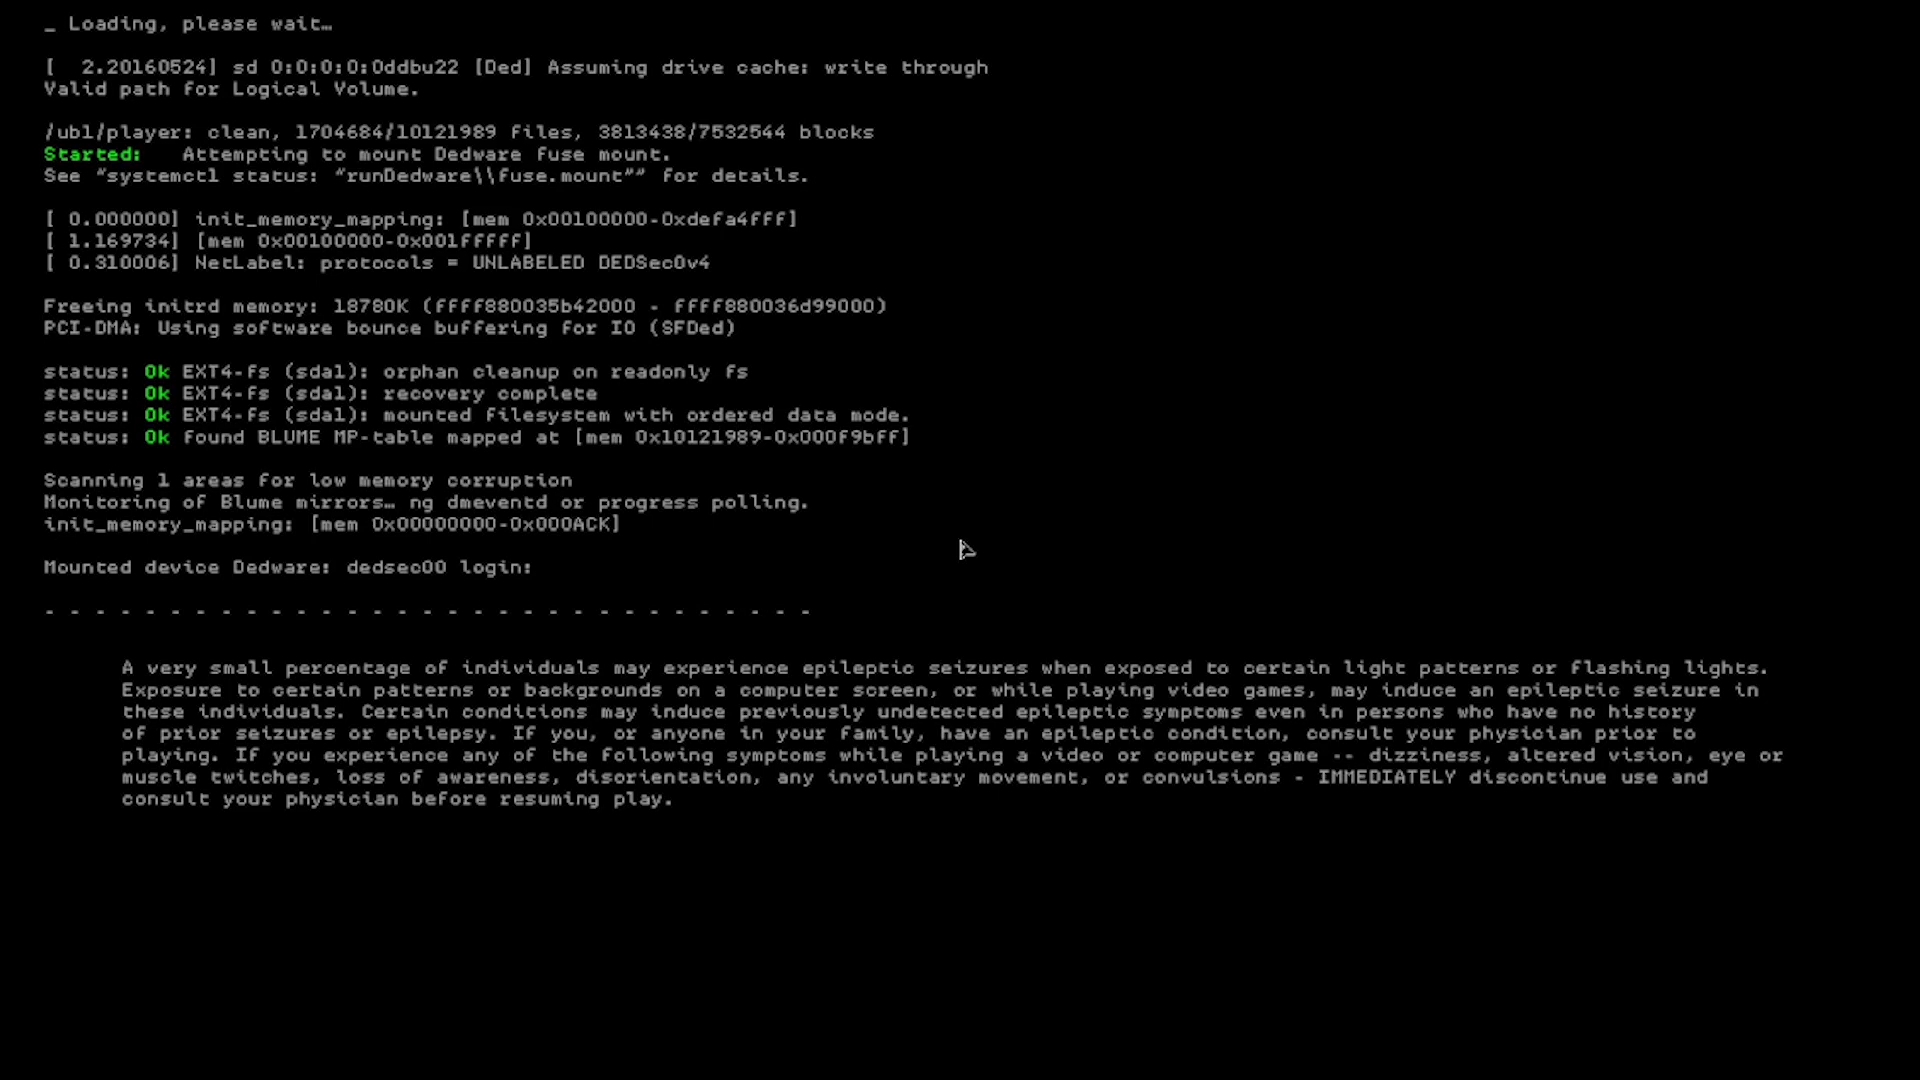 _ Loading, please wait…
[  2.20160524] sd 0:0:0:0:0ddbu22 [Ded] Assuming drive cache: write through
Valid path for Logical Volume.
/ubl/player: clean, 1704684/10121989 files, 3813438/7532544 blocks
Started:   Attempting to mount Dedware fuse mount.
See “systemctl status: “runDedware\\fuse.mount”” for details.
[ 0.000000] init_memory_mapping: [mem 0x00100000-0xdefa4fff]
[ 1.169734] [mem 0x00100000-0x001fffff]
[ 0.310006] NetLabel: protocols = UNLABELED DEDSec0v4
Freeing initrd memory: 18780K (ffff880035b42000 - ffff880036d99000)
PCI-DMA: Using software bounce buffering for IO (SFDed)
status: Ok EXT4-fs (sda1): orphan cleanup on readonly fs
status: Ok EXT4-fs (sda1): recovery complete
status: Ok EXT4-fs (sda1): mounted filesystem with ordered data mode.
status: Ok found BLUME MP-table mapped at [mem 0x10121989-0x000f9bff]
Scanning 1 areas for low memory corruption
Monitoring of Blume mirrors… ng dmeventd or progress polling.
init_memory_mapping: [mem 0x00000000-0x000ACK]
Mounted device Dedware: dedsec00 login:
- - - - - - - - - - - - - - - - - - - - - - - - - - - - - - -
A very small percentage of individuals may experience epileptic seizures when exposed to certain light patterns or flashing lights.
Exposure to certain patterns or backgrounds on a computer screen, or while playing video games, may induce an epileptic seizure in
these individuals. Certain conditions may induce previously undetected epileptic symptoms even in persons who have no history
of prior seizures or epilepsy. If you, or anyone in your family, have an epileptic condition, consult your physician prior to
playing. If you experience any of the following symptoms while playing a video or computer game -- dizziness, altered vision, eye or
muscle twitches, loss of awareness, disorientation, any involuntary movement, or convulsions - IMMEDIATELY discontinue use and
consult your physician before resuming play.